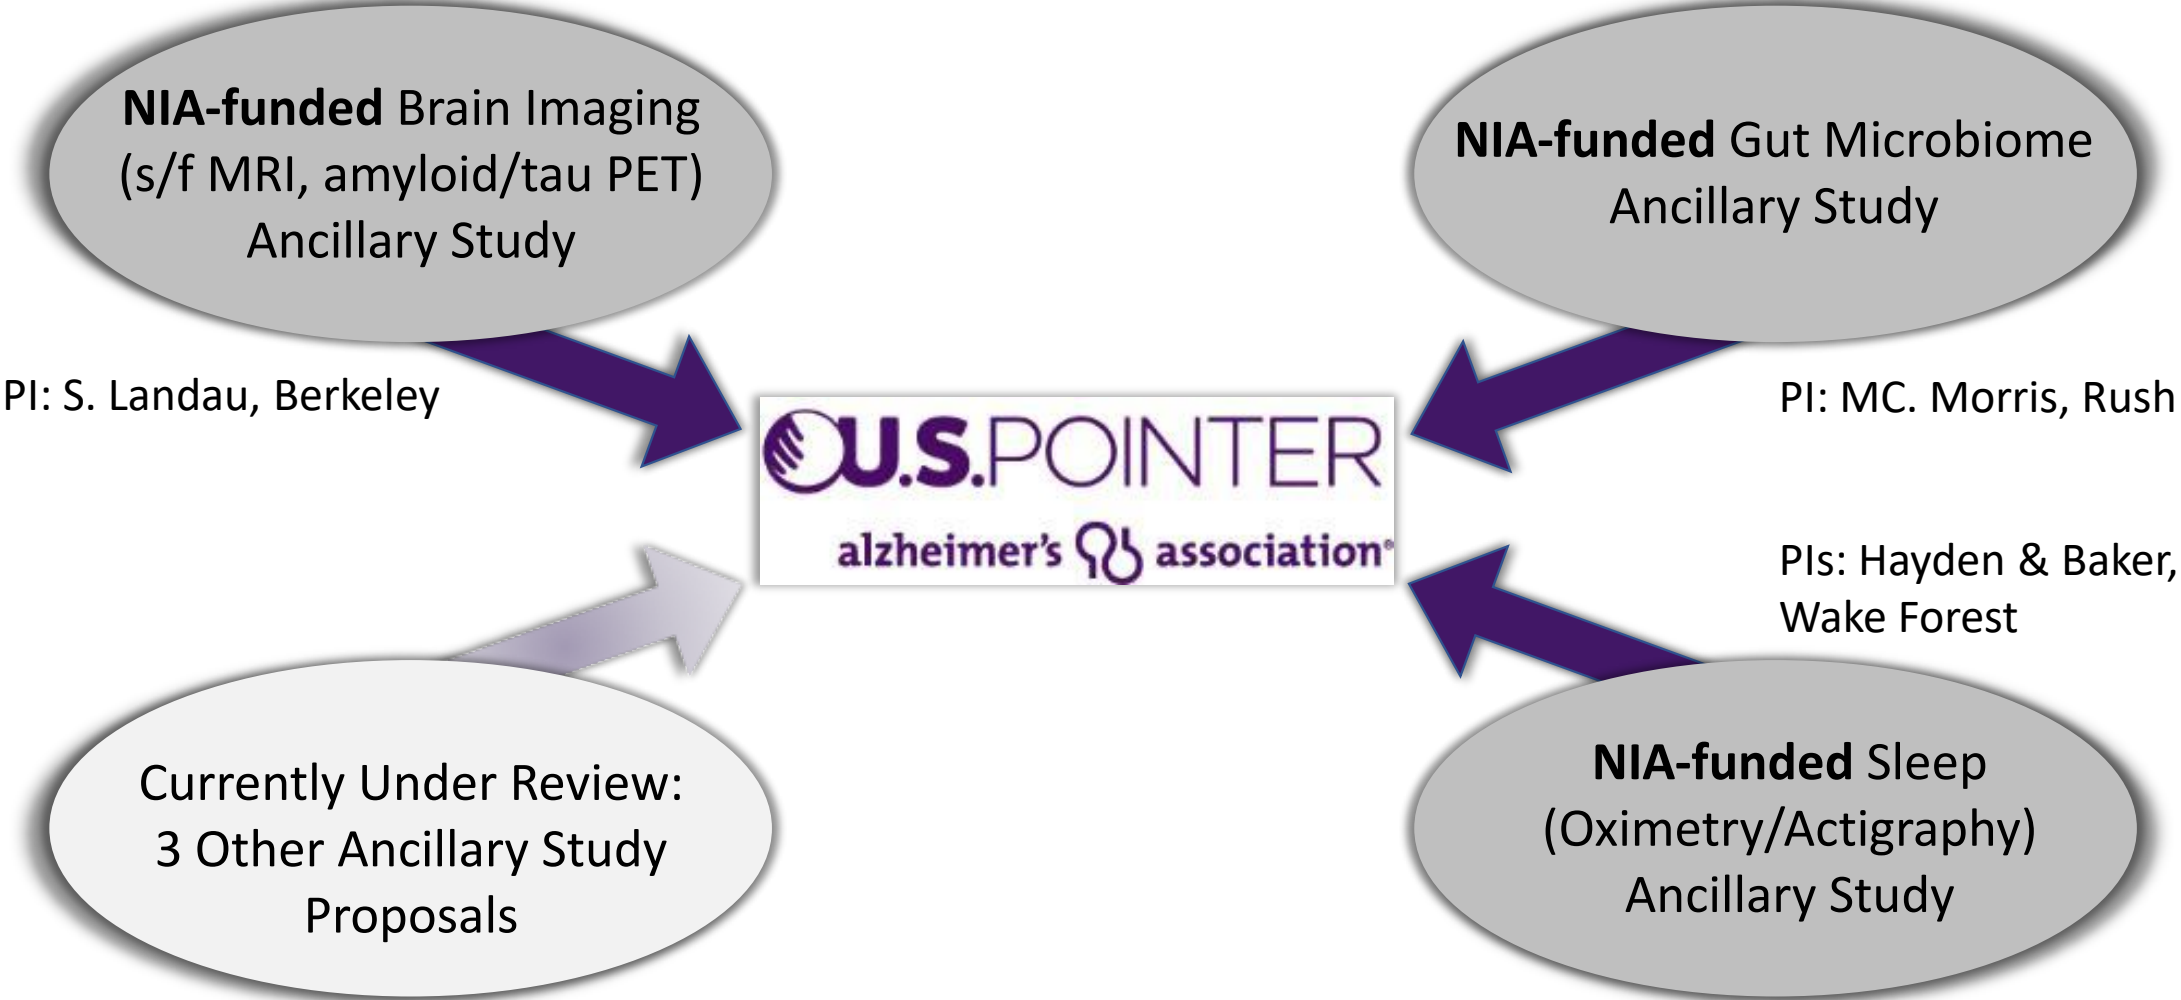 NIA-funded Brain Imaging
(s/f MRI, amyloid/tau PET)
Ancillary Study
NIA-funded Gut Microbiome
Ancillary Study
PI: S. Landau, Berkeley
PI: MC. Morris, Rush
U.S.POINTER
alzheimer's association®
PIs: Hayden & Baker,
Wake Forest
Currently Under Review:
3 Other Ancillary Study
Proposals
NIA-funded Sleep
(Oximetry/Actigraphy)
Ancillary Study